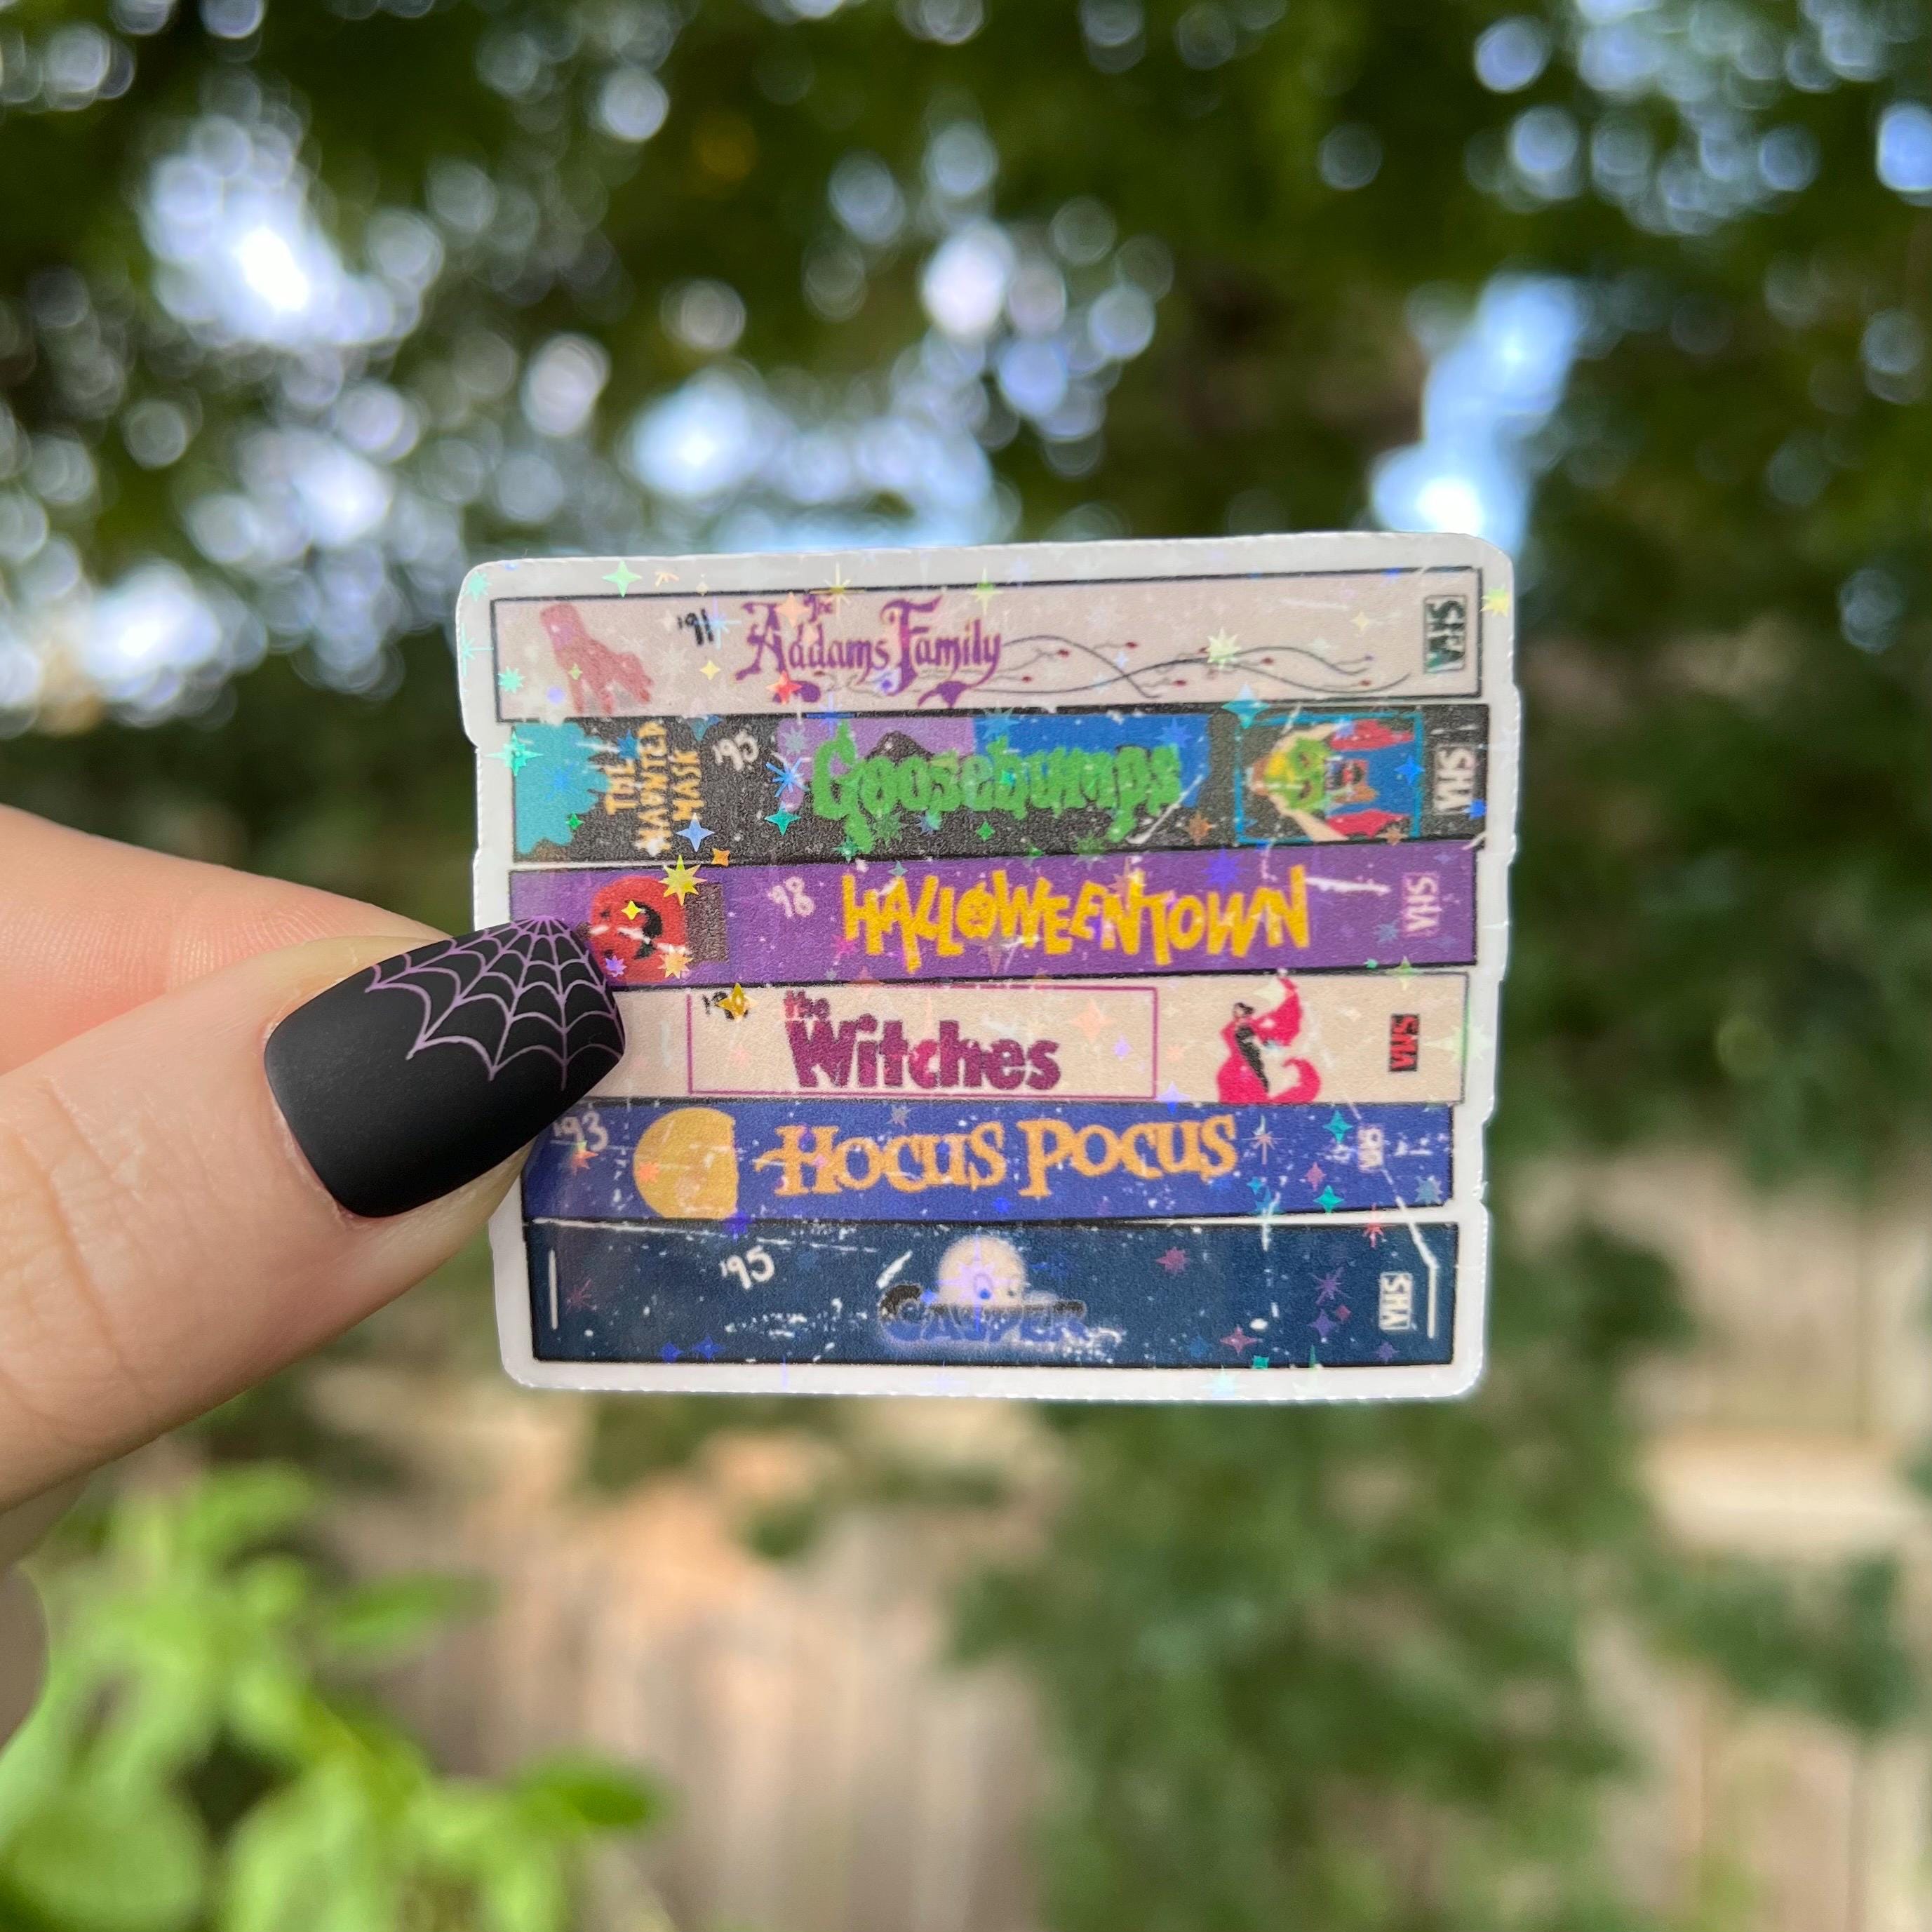 '91 The Addams Family VHS
THE HAUNTED MASK '95 Goosebumps VHS
'98 HALLOWEENTOWN VHS
the Witches VHS
'93 HOCUS POCUS VHS
'95 CASPER VHS